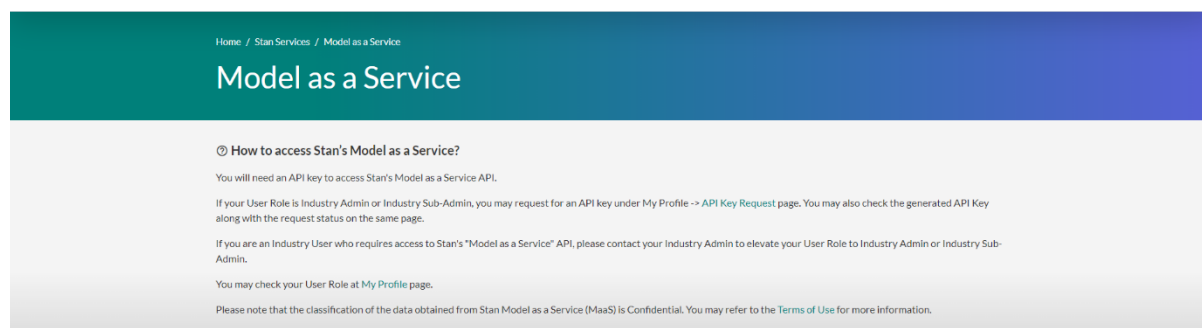 Home / Stan Services / Model as a Service
Model as a Service
How to access Stan's Model as a Service?
You will need an API key to access Stan's Model as a Service API.
If your User Role is Industry Admin or Industry Sub-Admin, you may request for an API key under My Profile -> API Key Request page. You may also check the generated API Key
along with the request status on the same page.
If you are an Industry User who requires access to Stan's "Model as a Service" API, please contact your Industry Admin to elevate your User Role to Industry Admin or Industry Sub-
Admin.
You may check your User Role at My Profile page.
Please note that the classification of the data obtained from Stan Model as a Service (MaaS) is Confidential. You may refer to the Terms of Use for more information.